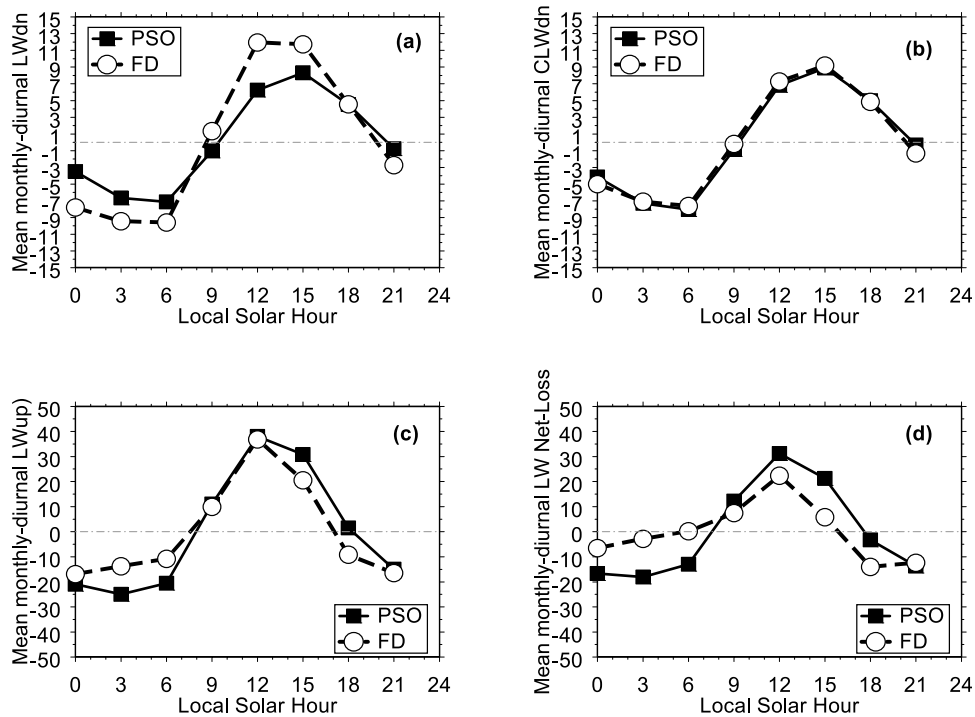 Mean monthly-diurnal LWdn
15
13
11
9
7
5
3
1
-1
-3
-5
-7
-9
-11
-13
-15
PSO
FD
(a)
0 3 6 9 12 15 18 21 24
Local Solar Hour
Mean monthly-diurnal CLWdn
15
13
11
9
7
5
3
1
-1
-3
-5
-7
-9
-11
-13
-15
PSO
FD
(b)
0 3 6 9 12 15 18 21 24
Local Solar Hour
Mean monthly-diurnal LWup)
50
40
30
20
10
0
-10
-20
-30
-40
-50
(c)
PSO
FD
0 3 6 9 12 15 18 21 24
Local Solar Hour
Mean monthly-diurnal LW Net-Loss
50
40
30
20
10
0
-10
-20
-30
-40
-50
(d)
PSO
FD
0 3 6 9 12 15 18 21 24
Local Solar Hour